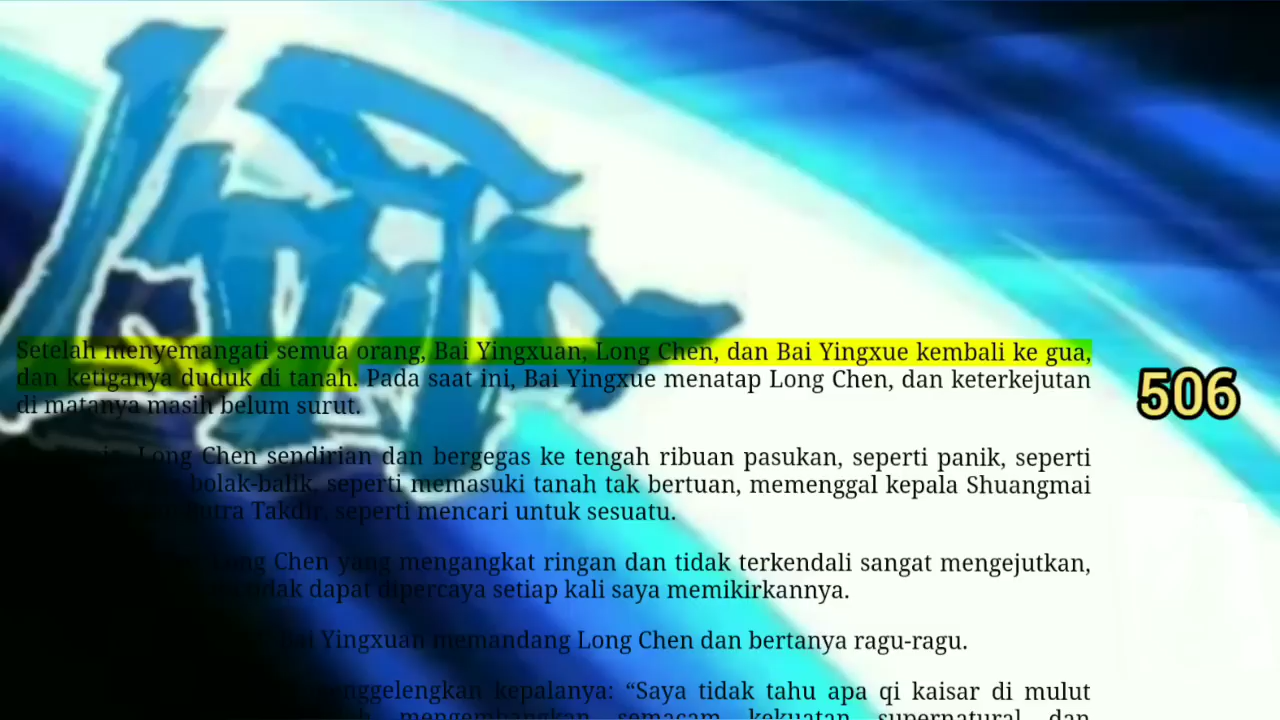 Setelah menyemangati semua orang, Bai Yingxuan, Long Chen, dan Bai Yingxue kembali ke gua,
dan ketiganya duduk di tanah. Pada saat ini, Bai Yingxue menatap Long Chen, dan keterkejutan
di matanya masih belum surut.
506
Long Chen sendirian dan bergegas ke tengah ribuan pasukan, seperti panik, seperti
bolak-balik, seperti memasuki tanah tak bertuan, memenggal kepala Shuangmai
Putra Takdir, seperti mencari untuk sesuatu.
Long Chen yang mengangkat ringan dan tidak terkendali sangat mengejutkan,
tidak dapat dipercaya setiap kali saya memikirkannya.
Bai Yingxuan memandang Long Chen dan bertanya ragu-ragu.
menggelengkan kepalanya: “Saya tidak tahu apa qi kaisar di mulut
mengembangkan semacam kekuatan supernatural dan